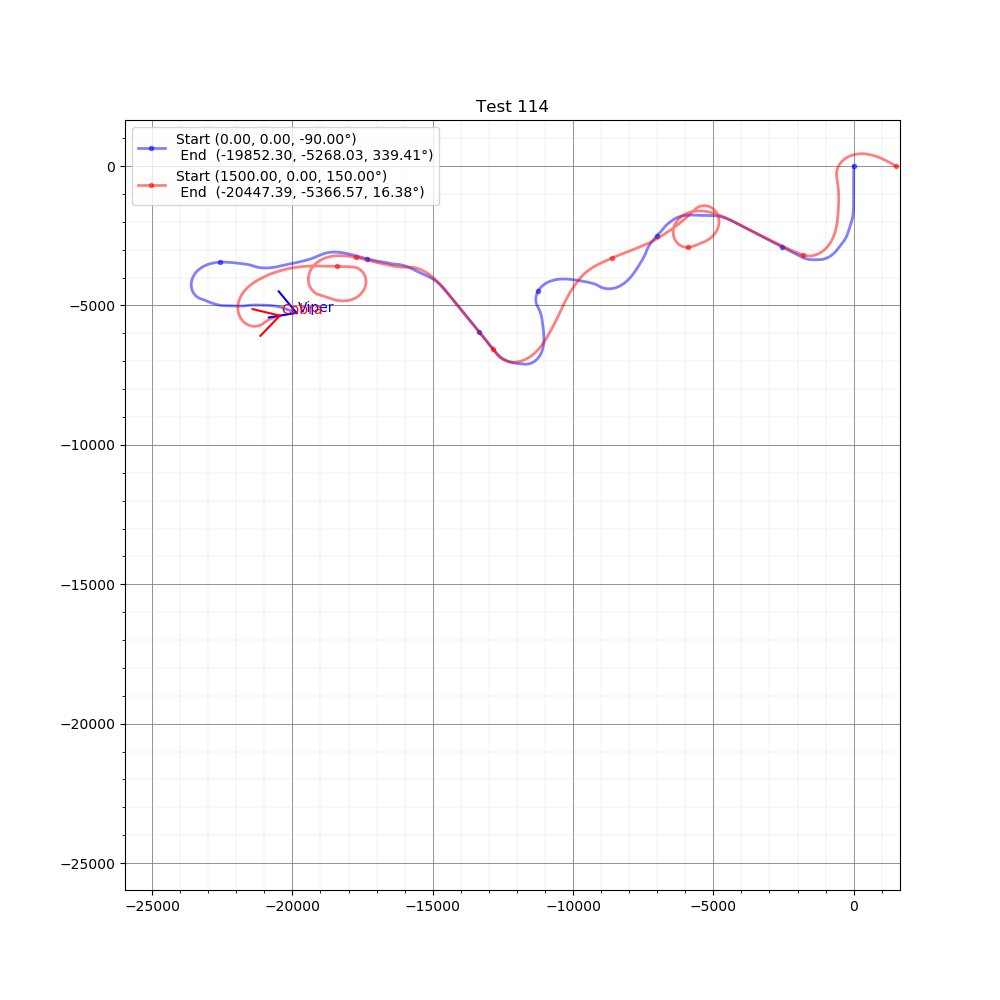 Test 114
Start (0.00, 0.00, -90.00°)
End (-19852.30, -5268.03, 339.41°)
Start (1500.00, 0.00, 150.00°)
End (-20447.39, -5366.57, 16.38°)
0
−5000
−10000
−15000
−20000
−25000
Viper
Cobra
−25000 −20000 −15000 −10000 −5000 0